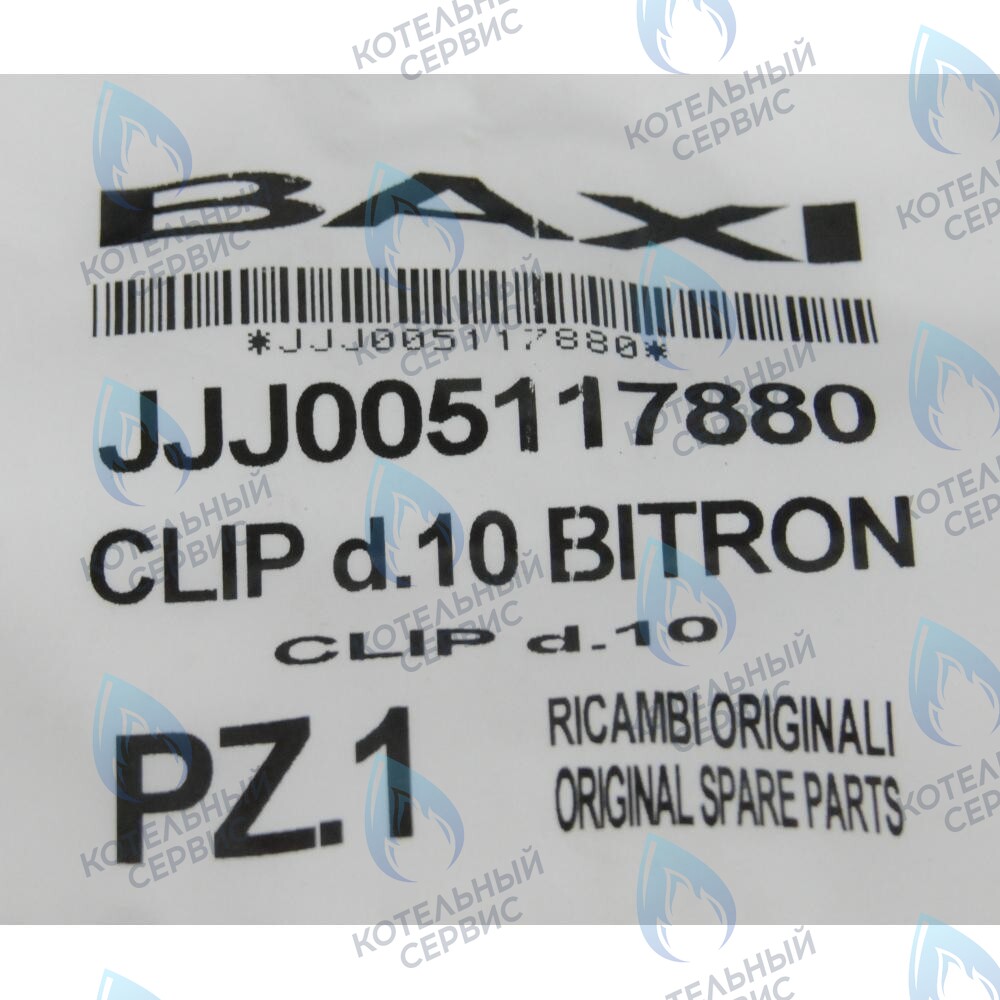 BAXI
*JJJ005117880*
JJJ005117880
CLIP d.10 BITRON
CLIP d.10
PZ.1
RICAMBI ORIGINALI
ORIGINAL SPARE PARTS
КОТЕЛЬНЫЙ
СЕРВИС